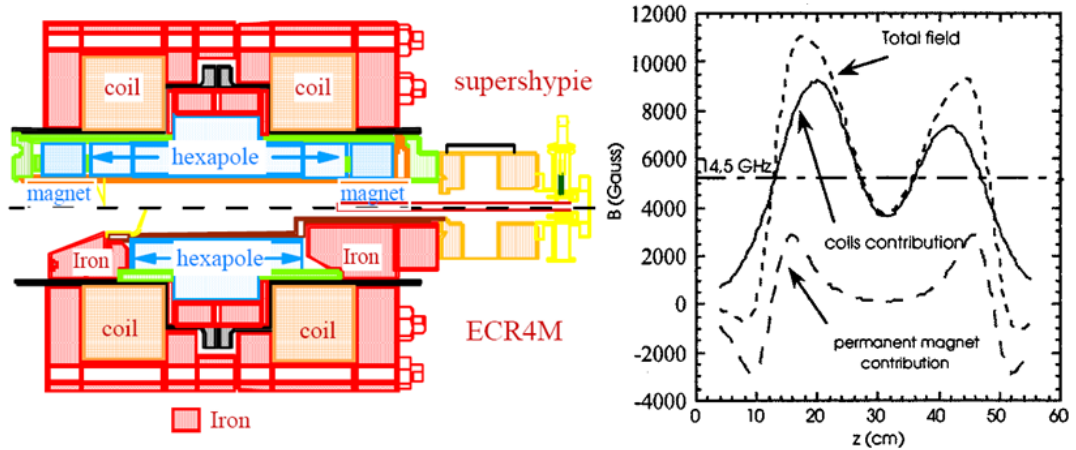 coil
coil
supershypie
hexapole
magnet
magnet
Iron
hexapole
Iron
coil
coil
ECR4M
Iron
12000
10000
8000
6000
4000
2000
0
-2000
-4000
B (Gauss)
Total field
14.5 GHz
coils contribution
permanent magnet
contribution
0
10
20
30
40
50
60
z (cm)